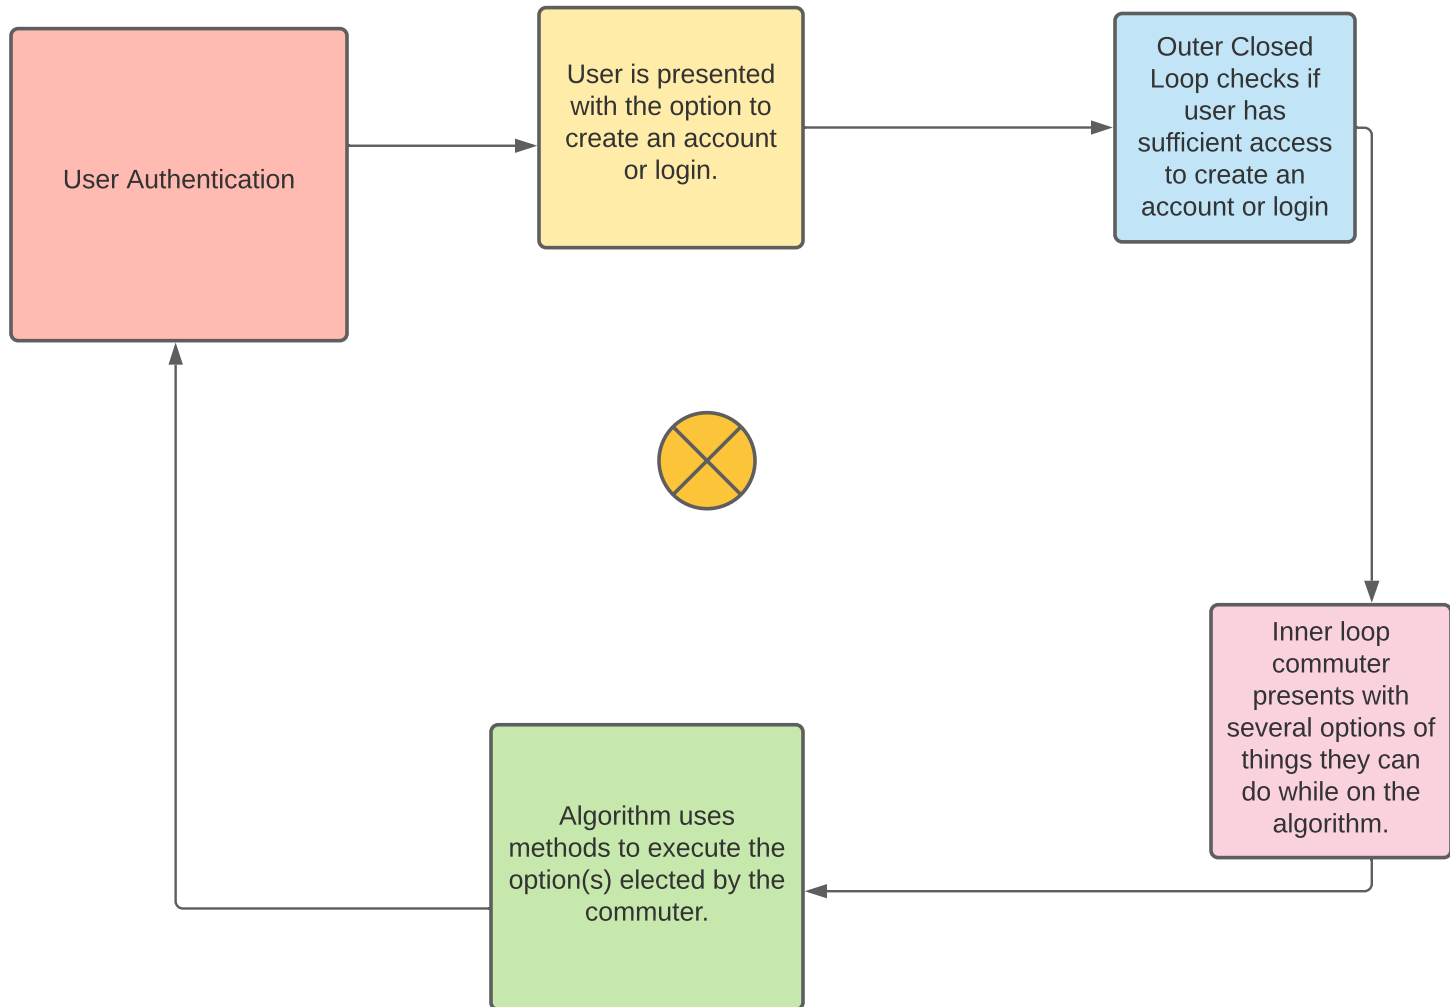 User Authentication
User is presented
with the option to
create an account
or login.
Outer Closed
Loop checks if
user has
sufficient access
to create an
account or login
Inner loop
commuter
presents with
several options of
things they can
do while on the
algorithm.
Algorithm uses
methods to execute the
option(s) elected by the
commuter.